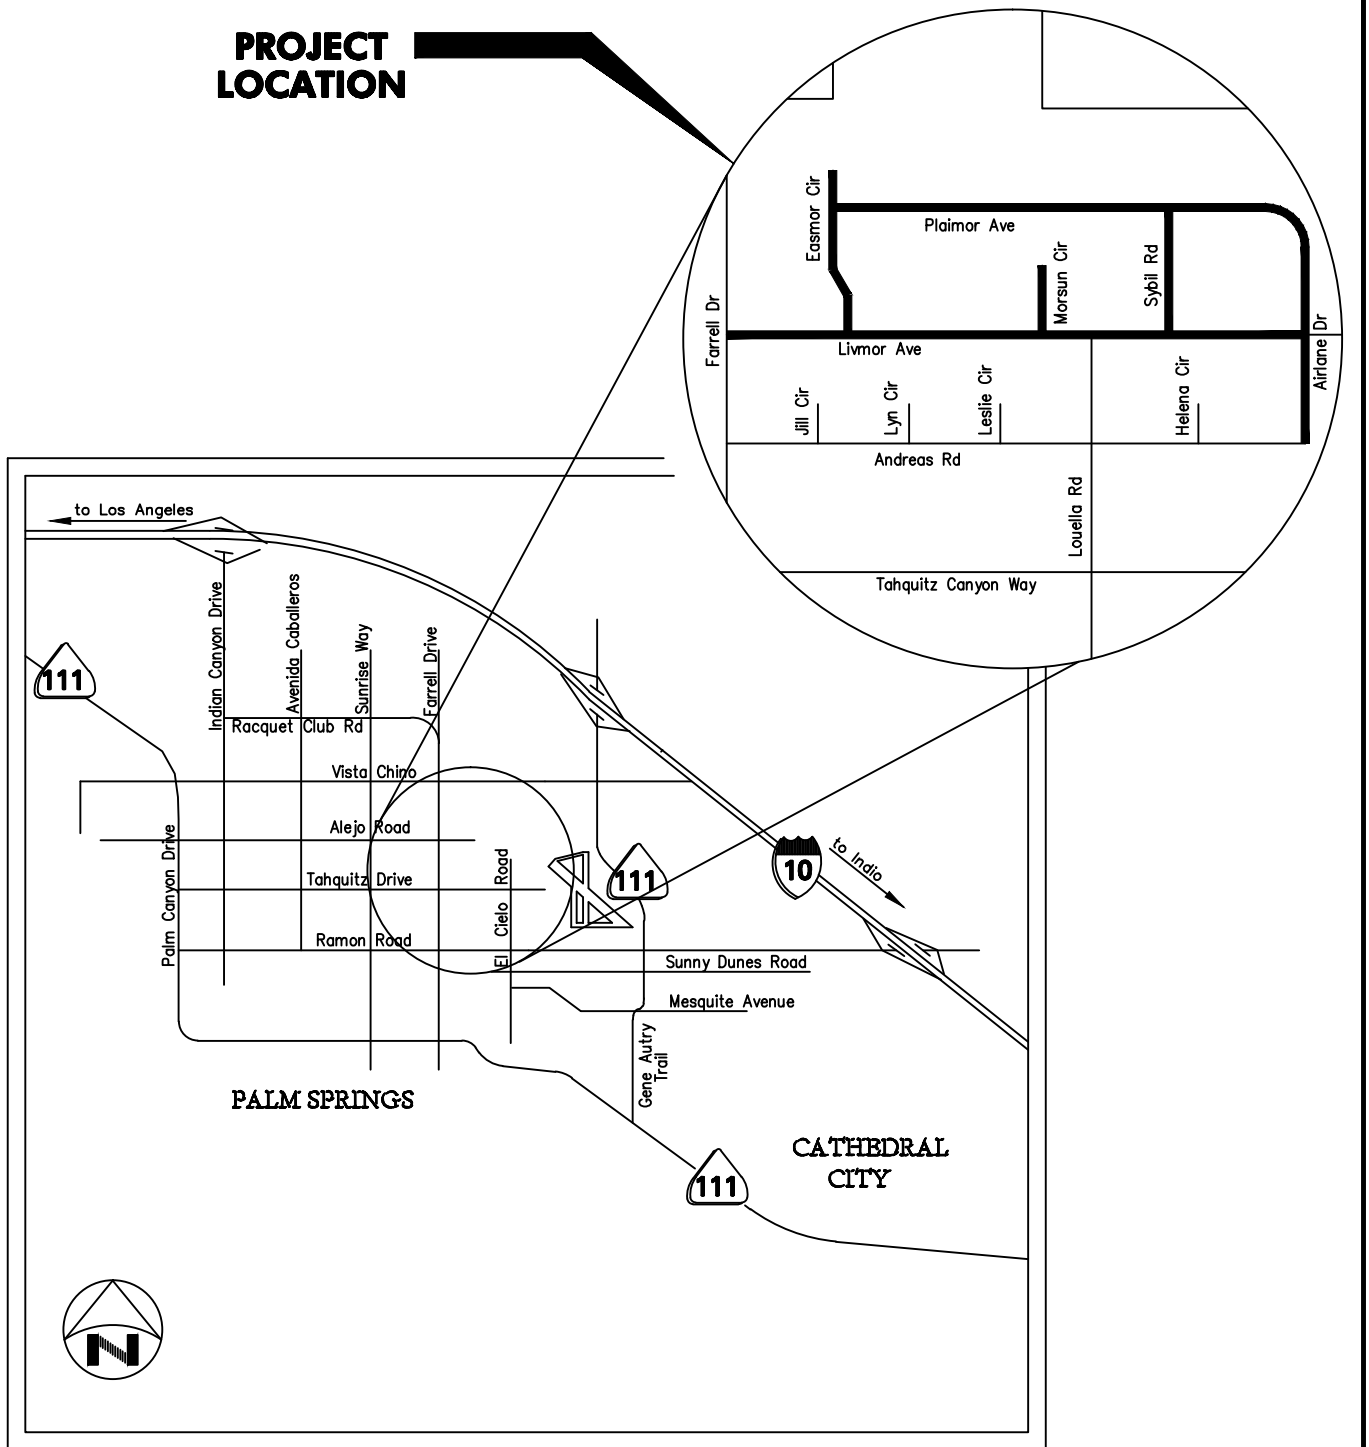 PROJECT
LOCATION
Easmor Cir
Plaimor Ave
Morsun Cir
Sybil Rd
Farrell Dr
Livmor Ave
Airlane Dr
Jill Cir
Lyn Cir
Leslie Cir
Helena Cir
Andreas Rd
Louella Rd
Tahquitz Canyon Way
to Los Angeles
Indian Canyon Drive
Avenida Caballeros
Sunrise Way
Farrell Drive
111
Racquet Club Rd
Vista Chino
Alejo Road
Palm Canyon Drive
Tahquitz Drive
El Cielo Road
111
10
to Indio
Ramon Road
Sunny Dunes Road
Mesquite Avenue
Gene Autry
Trail
PALM SPRINGS
CATHEDRAL
CITY
111
N